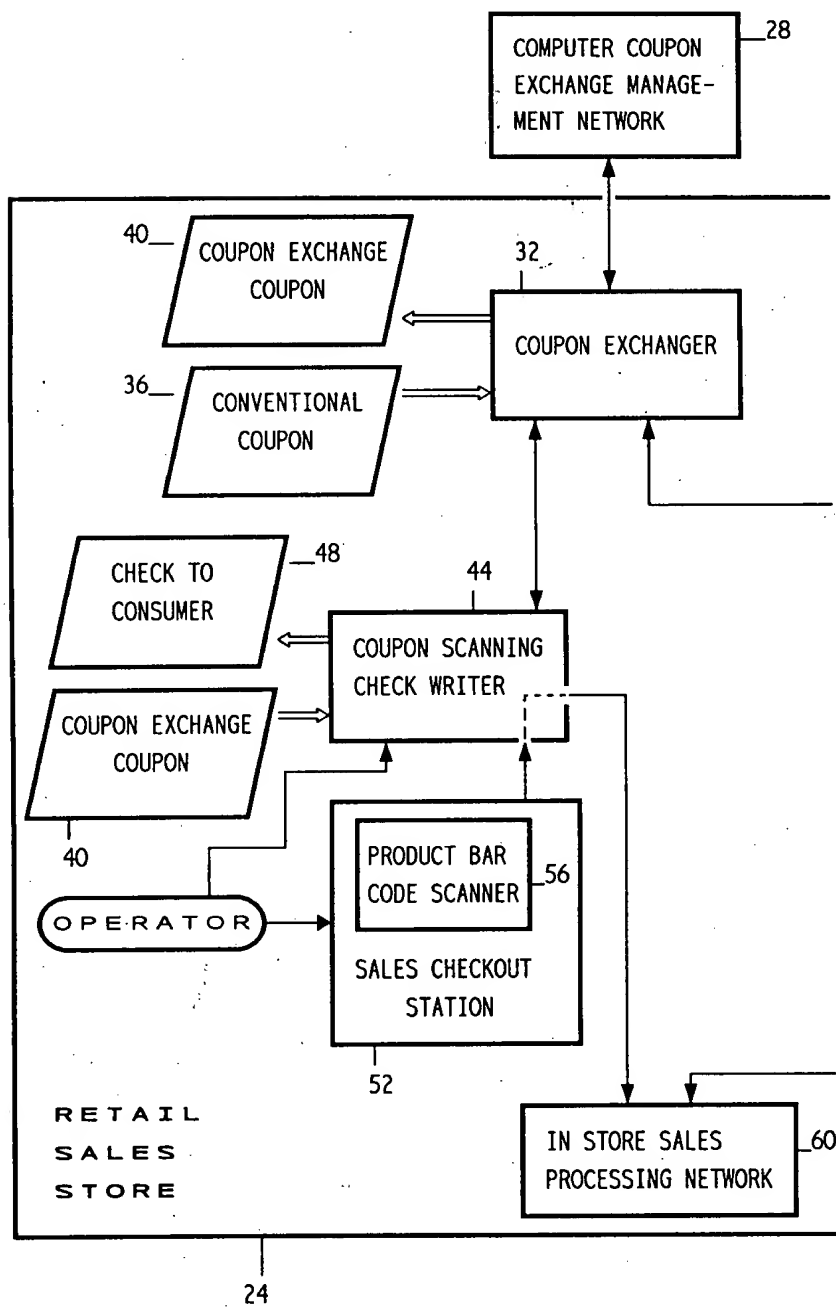 COMPUTER COUPON
EXCHANGE MANAGE-
MENT NETWORK
28
40
COUPON EXCHANGE
COUPON
32
COUPON EXCHANGER
36
CONVENTIONAL
COUPON
CHECK TO
CONSUMER
48
44
COUPON SCANNING
CHECK WRITER
COUPON EXCHANGE
COUPON
40
PRODUCT BAR
CODE SCANNER
56
OPERATOR
SALES CHECKOUT
STATION
52
RETAIL
SALES
STORE
IN STORE SALES
PROCESSING NETWORK
60
24